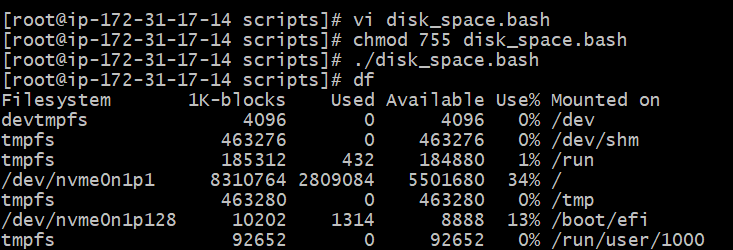 [root@ip-172-31-17-14 scripts]# vi disk_space.bash
[root@ip-172-31-17-14 scripts]# chmod 755 disk_space.bash
[root@ip-172-31-17-14 scripts]# ./disk_space.bash
[root@ip-172-31-17-14 scripts]# df
Filesystem       1K-blocks    Used Available Use% Mounted on
devtmpfs              4096       0      4096   0% /dev
tmpfs               463276       0    463276   0% /dev/shm
tmpfs               185312     432    184880   1% /run
/dev/nvme0n1p1     8310764 2809084   5501680  34% /
tmpfs               463280       0    463280   0% /tmp
/dev/nvme0n1p128     10202    1314      8888  13% /boot/efi
tmpfs                92652       0     92652   0% /run/user/1000